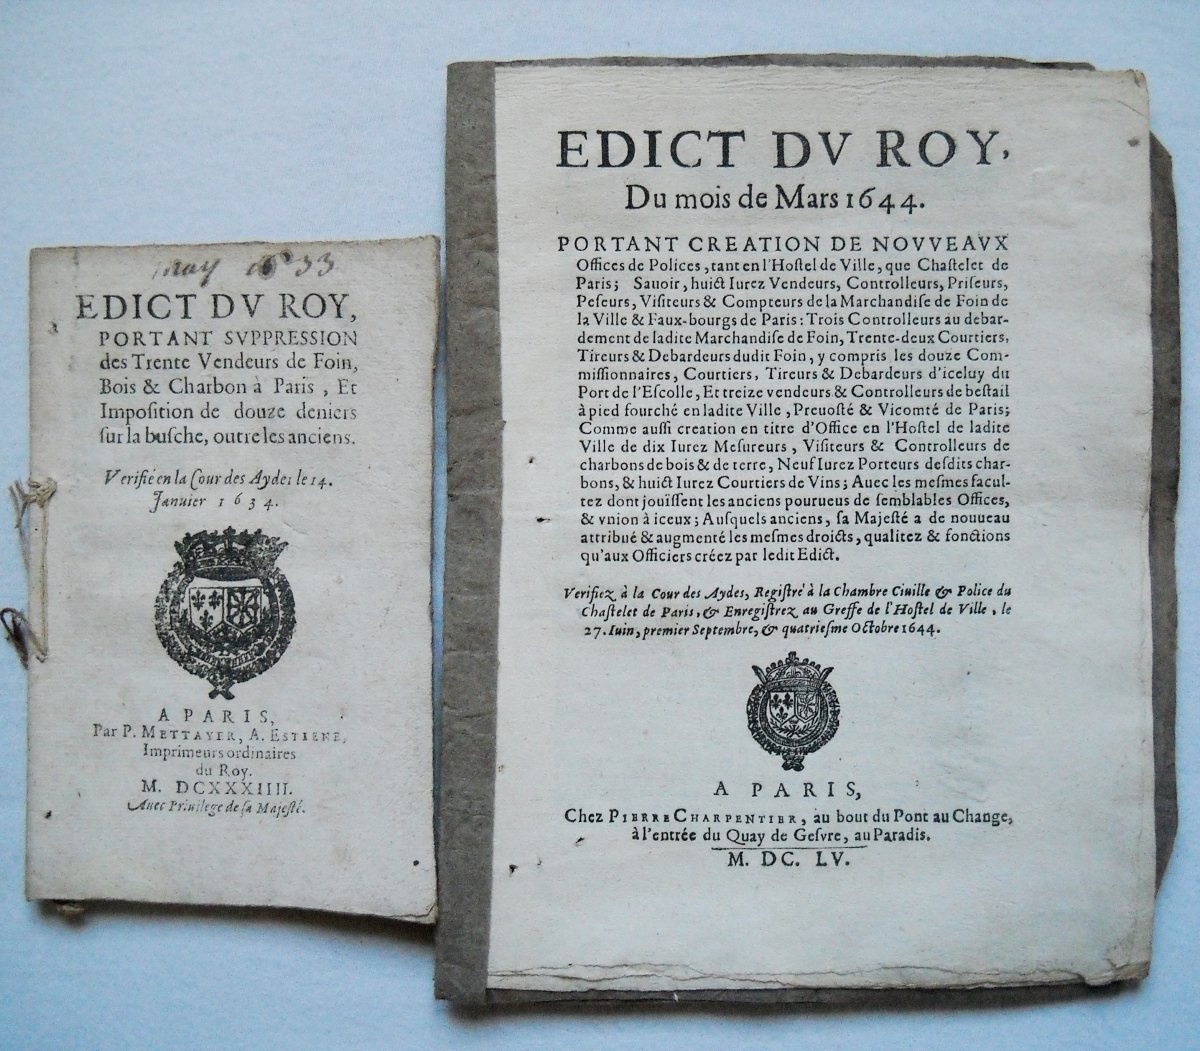 may 1633
EDICT DV ROY,
PORTANT SVPPRESSION
des Trente Vendeurs de Foin,
Bois & Charbon à Paris, Et
Imposition de douze deniers
ſur la buſche, outre les anciens.
Verifié en la Cour des Aydes le 14.
Januier 1634.
A PARIS,
Par P. METTAYER, A. ESTIENE,
Imprimeurs ordinaires
du Roy.
M. DCXXXIIII.
Auec Priuilege de ſa Majeſté.
EDICT DV ROY,
Du mois de Mars 1644.
PORTANT CREATION DE NOVVEAVX
Offices de Polices, tant en l'Hoſtel de Ville, que Chaſtelet de
Paris; Sauoir, huict Iurez Vendeurs, Controlleurs, Priſeurs,
Peſeurs, Viſiteurs & Compteurs de la Marchandiſe de Foin de
la Ville & Faux-bourgs de Paris: Trois Controlleurs au debar-
dement de ladite Marchandiſe de Foin, Trente-deux Courtiers,
Tireurs & Debardeurs dudit Foin, y compris les douze Com-
miſſionnaires, Courtiers, Tireurs & Debardeurs d'iceluy du
Port de l'Eſcolle, Et treize vendeurs & Controlleurs de beſtail
à pied fourché en ladite Ville, Preuoſté & Vicomté de Paris;
Comme auſſi creation en titre d'Office en l'Hoſtel de ladite
Ville de dix Iurez Meſureurs, Viſiteurs & Controlleurs de
charbons de bois & de terre, Neuf Iurez Porteurs deſdits char-
bons, & huict Iurez Courtiers de Vins; Auec les meſmes facul-
tez dont joüiſſent les anciens pourueus de ſemblables Offices,
& vnion à iceux; Auſquels anciens, ſa Majeſté a de nouueau
attribué & augmenté les meſmes droicts, qualitez & fonctions
qu'aux Officiers créez par ledit Edict.
Verifiez à la Cour des Aydes, Regiſtré à la Chambre Ciuille & Police du
Chaſtelet de Paris, & Enregiſtrez au Greffe de l'Hoſtel de Ville, le
27. Iuin, premier Septembre, & quatrieſme Octobre 1644.
A PARIS,
Chez PIERRE CHARPENTIER, au bout du Pont au Change,
à l'entrée du Quay de Geſvre, au Paradis.
M. DC. LV.